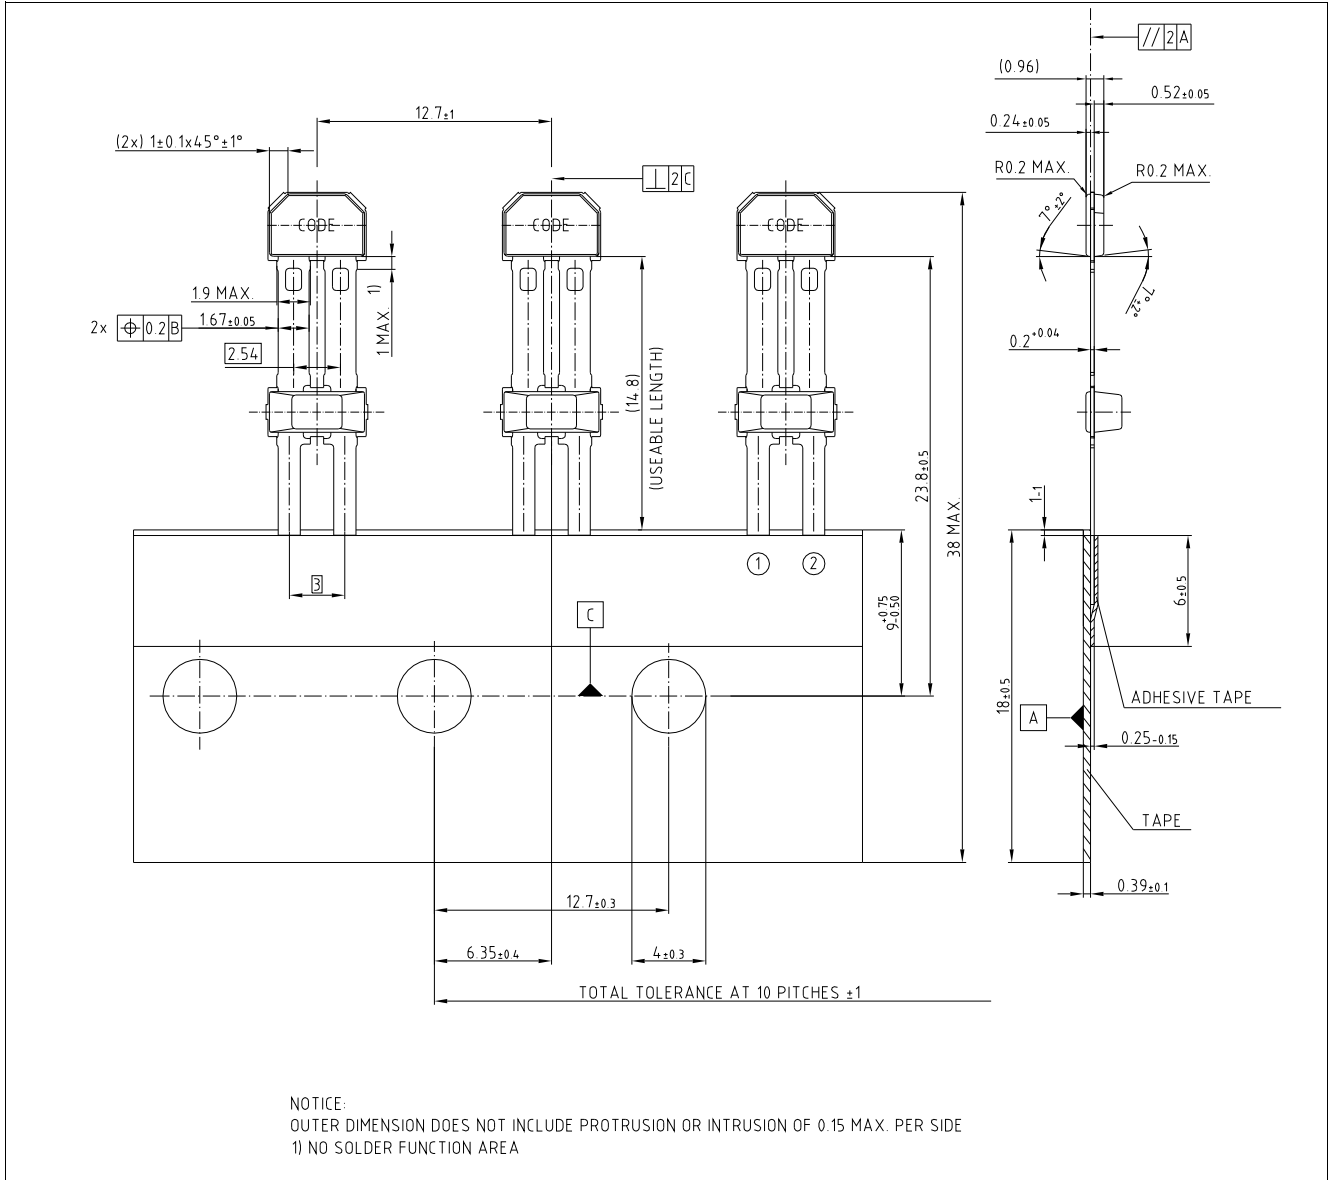 // 2 A
(0.96)
0.52±0.05
12.7±1
0.24±0.05
(2x) 1±0.1x45°±1°
R0.2 MAX.
R0.2 MAX.
⊥ 2 C
7°±2°
CODE
CODE
CODE
1.9 MAX.
1)
1 MAX.
7°±2°
2x ⌖ 0.2 B
1.67±0.05
0.2+0.04
2.54
(14.8)
(USEABLE LENGTH)
23.8±0.5
38 MAX.
1-1
1
2
3
C
9+0.75-0.50
6±0.5
18±0.5
A
ADHESIVE TAPE
0.25-0.15
TAPE
0.39±0.1
12.7±0.3
6.35±0.4
4±0.3
TOTAL TOLERANCE AT 10 PITCHES ±1
NOTICE:
OUTER DIMENSION DOES NOT INCLUDE PROTRUSION OR INTRUSION OF 0.15 MAX. PER SIDE
1) NO SOLDER FUNCTION AREA